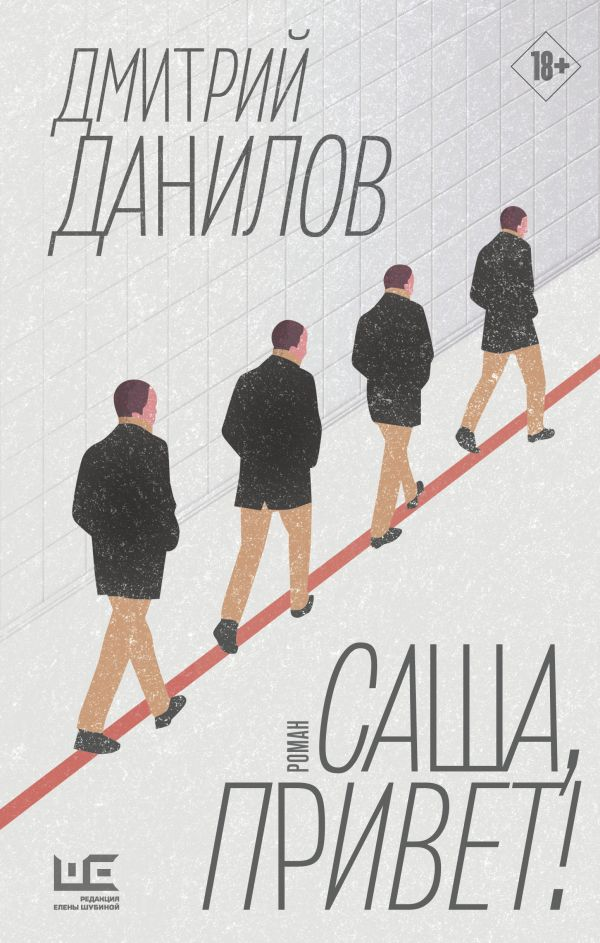 ДМИТРИЙ
ДАНИЛОВ
18+
РОМАН
САША,
ПРИВЕТ!
РЕДАКЦИЯ
ЕЛЕНЫ ШУБИНОЙ